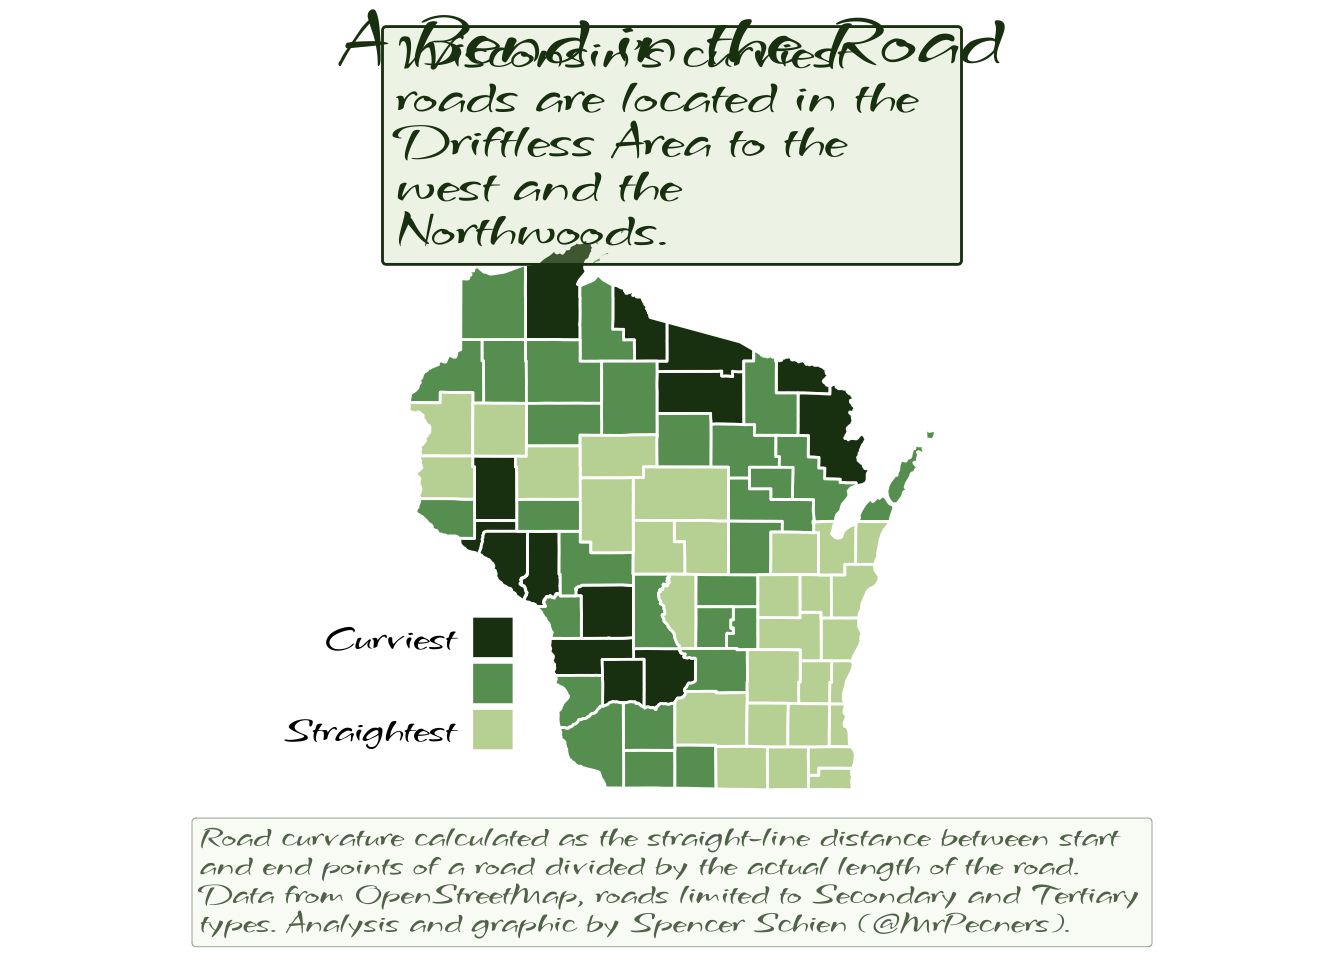 A Bend in the Road
Wisconsin's curviest
roads are located in the
Driftless Area to the
west and the
Northwoods.
Curviest
Straightest
Road curvature calculated as the straight-line distance between start
and end points of a road divided by the actual length of the road.
Data from OpenStreetMap, roads limited to Secondary and Tertiary
types. Analysis and graphic by Spencer Schien (@MrPecners).